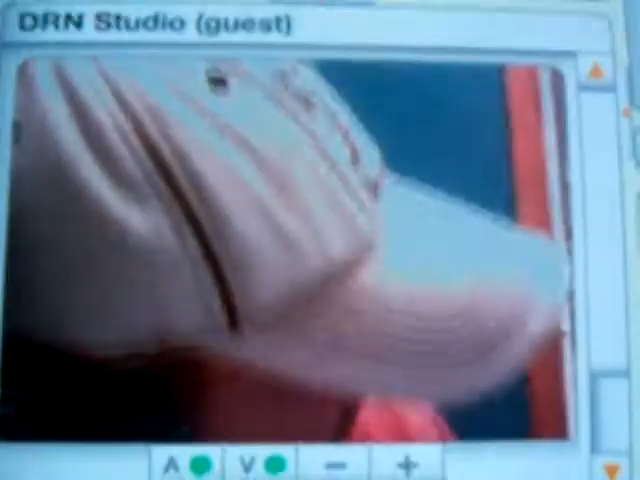 DRN Studio (guest)
A V − +